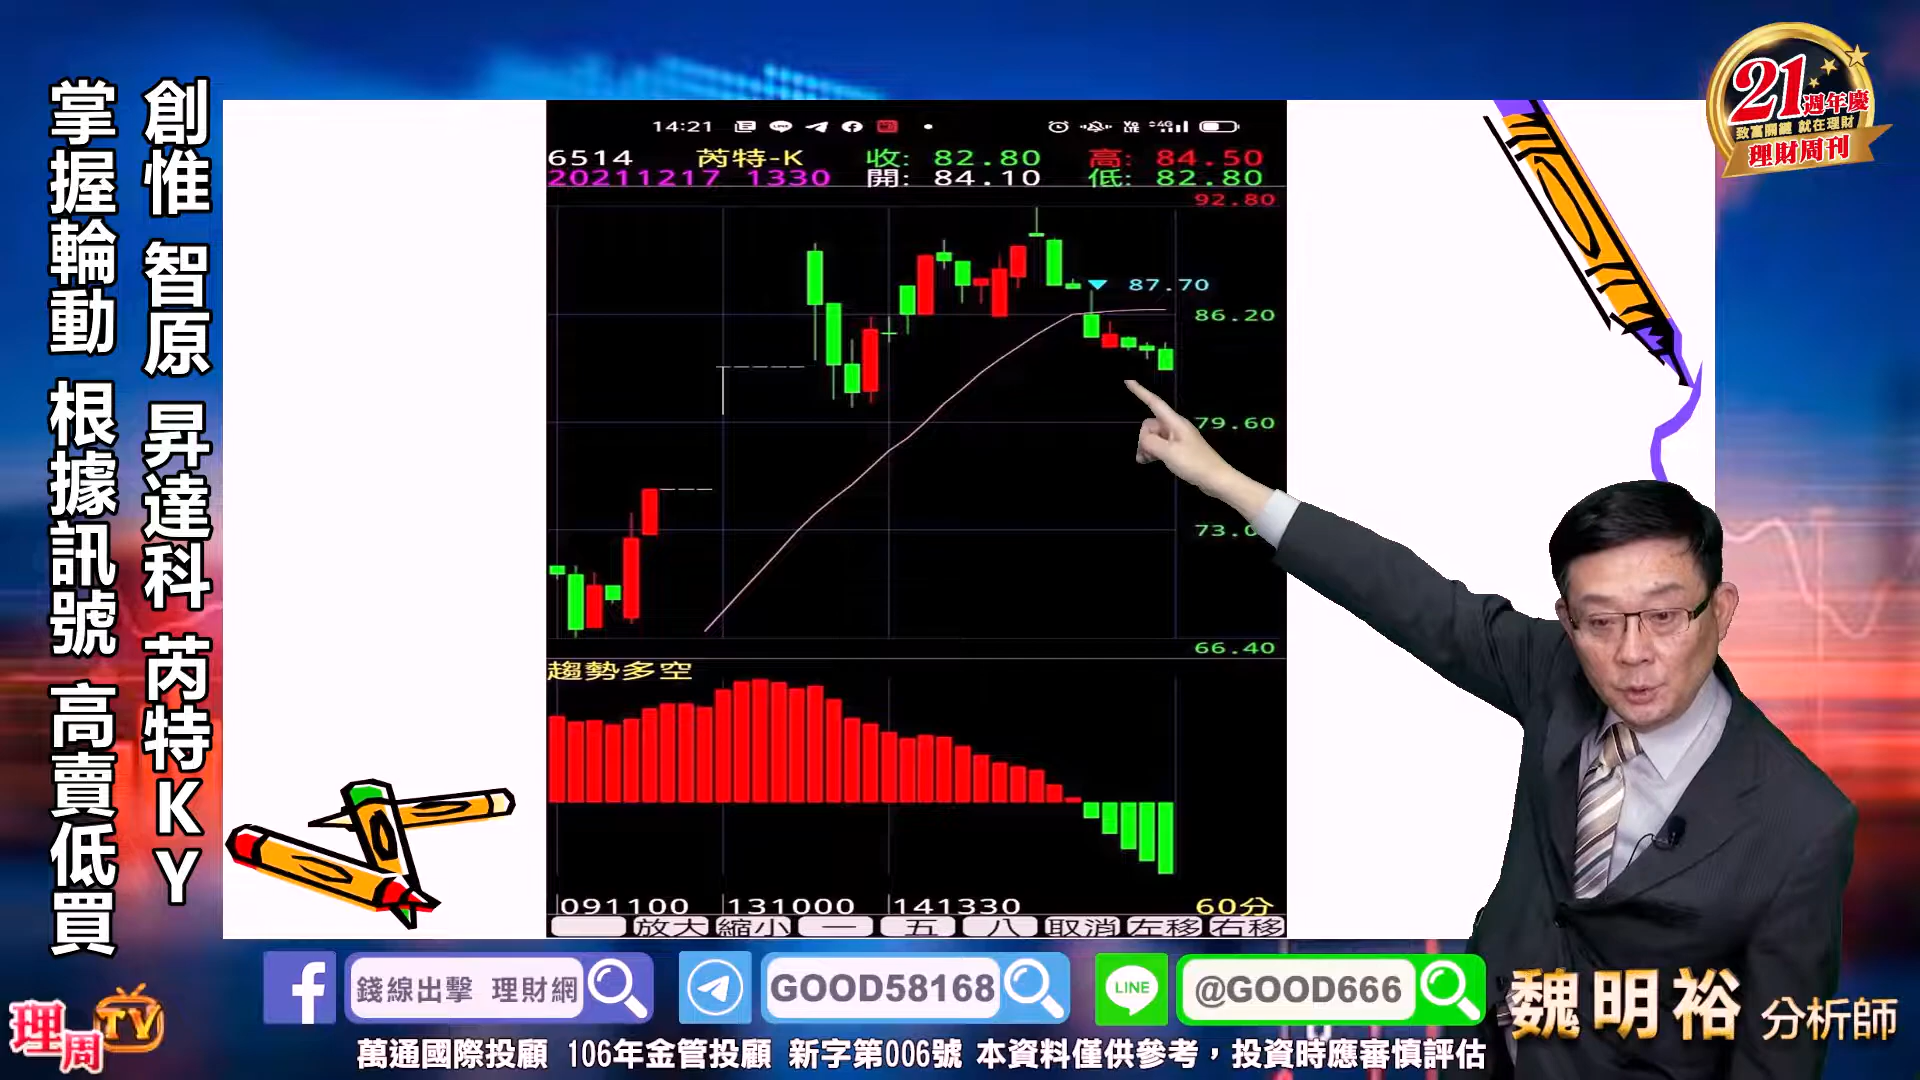 創惟 智原 昇達科 芮特KY
掌握輪動 根據訊號 高賣低買
21週年慶
致富關鍵 就在理財
理財周刊
14:21
6514 芮特-K 收: 82.80 高: 84.50
20211217 1330 開: 84.10 低: 82.80
92.80
87.70
86.20
79.60
73.0
66.40
趨勢多空
091100 131000 141330 60分
放大 縮小 一 五 八 取消 左移 右移
錢線出擊 理財網
GOOD58168
LINE
@GOOD666
魏明裕 分析師
理周TV
萬通國際投顧 106年金管投顧 新字第006號 本資料僅供參考，投資時應審慎評估